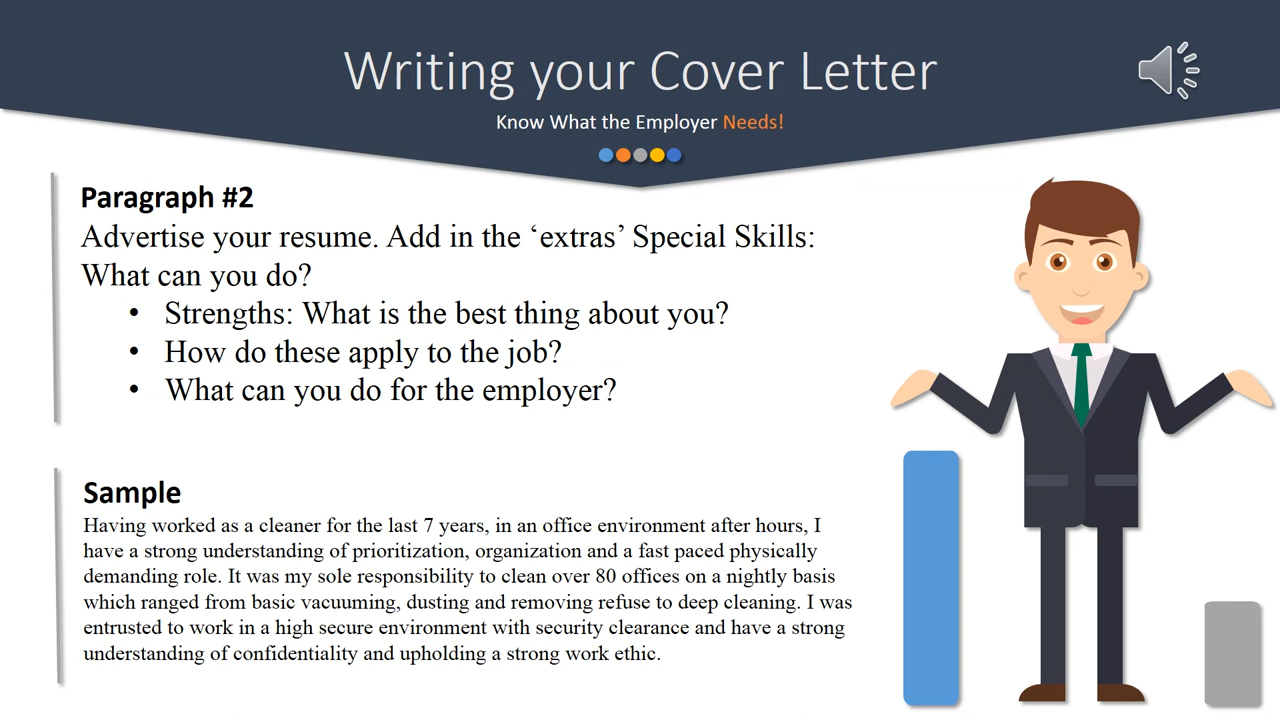 Writing your Cover Letter
Know What the Employer Needs!
Paragraph #2
Advertise your resume. Add in the ‘extras’ Special Skills:
What can you do?
• Strengths: What is the best thing about you?
• How do these apply to the job?
• What can you do for the employer?
Sample
Having worked as a cleaner for the last 7 years, in an office environment after hours, I
have a strong understanding of prioritization, organization and a fast paced physically
demanding role. It was my sole responsibility to clean over 80 offices on a nightly basis
which ranged from basic vacuuming, dusting and removing refuse to deep cleaning. I was
entrusted to work in a high secure environment with security clearance and have a strong
understanding of confidentiality and upholding a strong work ethic.